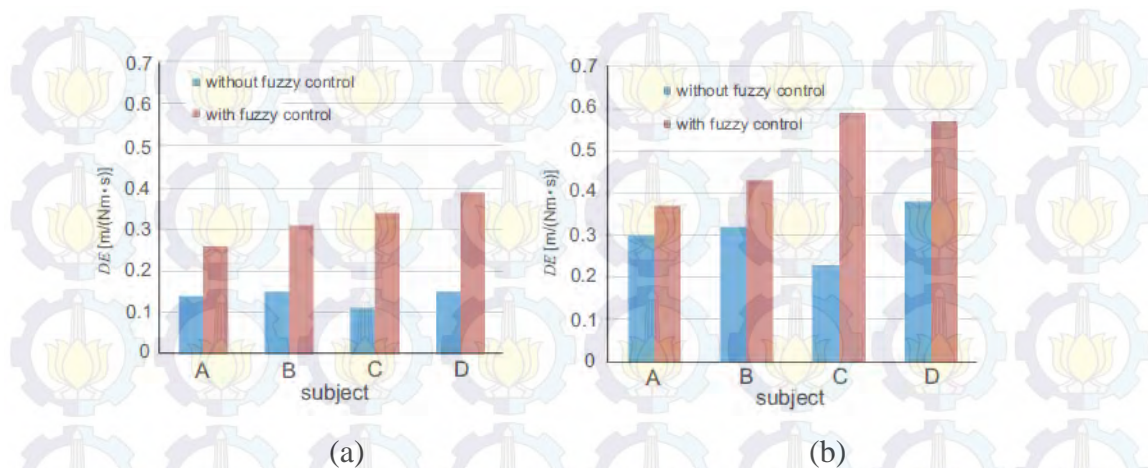 0.7
0.6
0.5
0.4
0.3
0.2
0.1
0
DE [m/(Nm·s)]
without fuzzy control
with fuzzy control
A B C D
subject
(a)
0.7
0.6
0.5
0.4
0.3
0.2
0.1
0
DE [m/(Nm·s)]
without fuzzy control
with fuzzy control
A B C D
subject
(b)